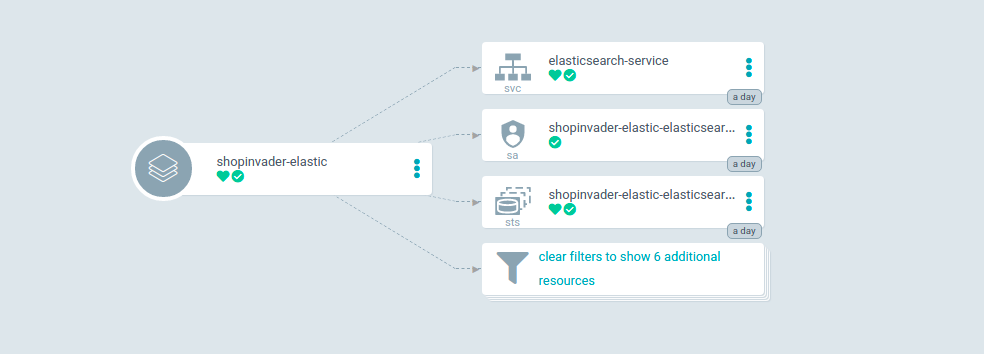 shopinvader-elastic
elasticsearch-service
svc
a day
shopinvader-elastic-elasticsear...
sa
a day
shopinvader-elastic-elasticsear...
sts
a day
clear filters to show 6 additional
resources